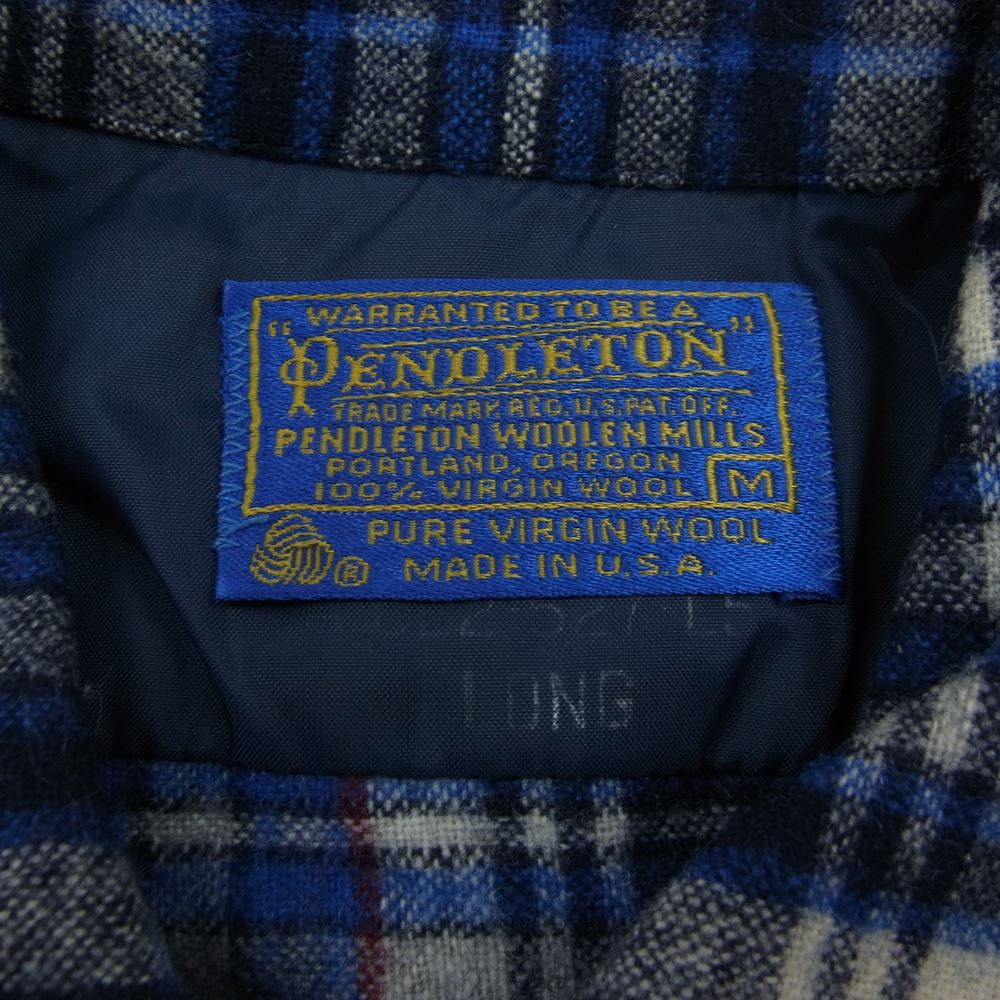 WARRANTED TO BE A
"PENDLETON"
TRADE MARK REG. U.S. PAT. OFF.
PENDLETON WOOLEN MILLS
PORTLAND, OREGON
100% VIRGIN WOOL M
PURE VIRGIN WOOL
® MADE IN U.S.A.
LONG